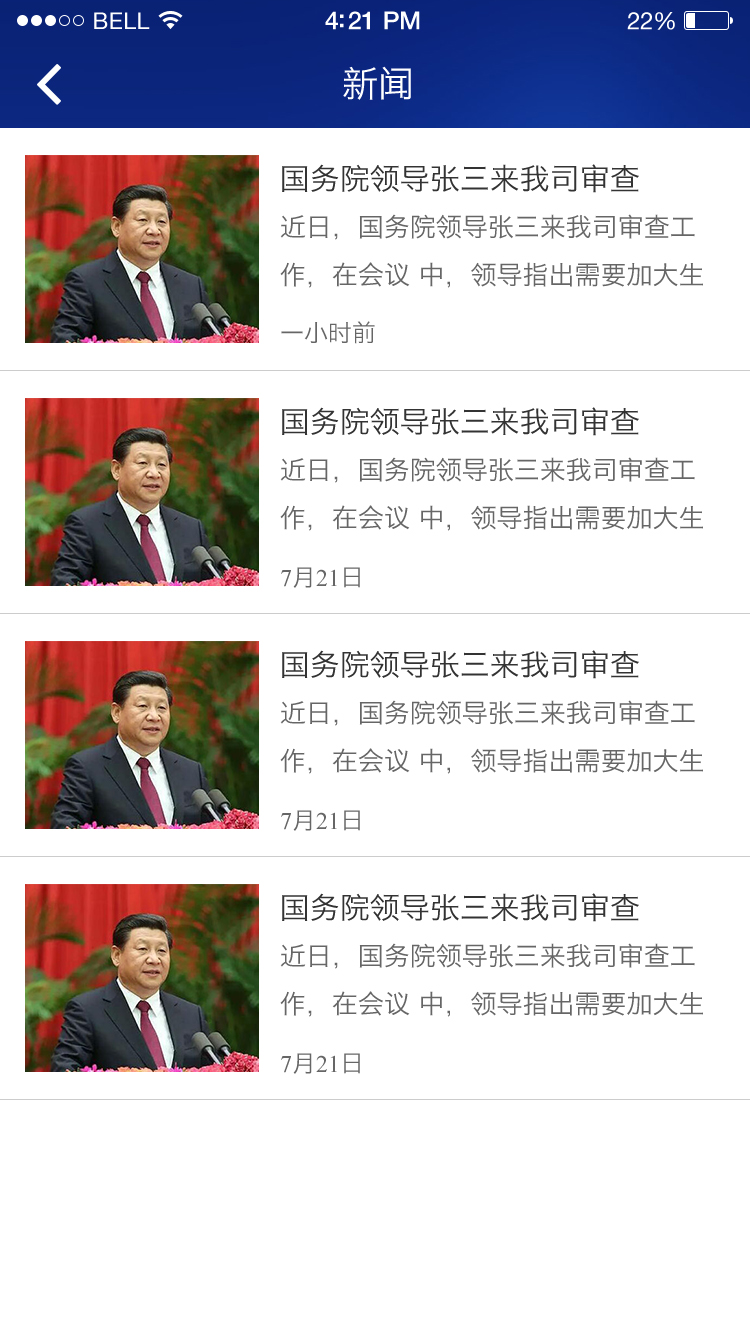 BELL 4:21 PM 22%
新闻
国务院领导张三来我司审查
近日，国务院领导张三来我司审查工
作，在会议 中，领导指出需要加大生
一小时前
国务院领导张三来我司审查
近日，国务院领导张三来我司审查工
作，在会议 中，领导指出需要加大生
7月21日
国务院领导张三来我司审查
近日，国务院领导张三来我司审查工
作，在会议 中，领导指出需要加大生
7月21日
国务院领导张三来我司审查
近日，国务院领导张三来我司审查工
作，在会议 中，领导指出需要加大生
7月21日